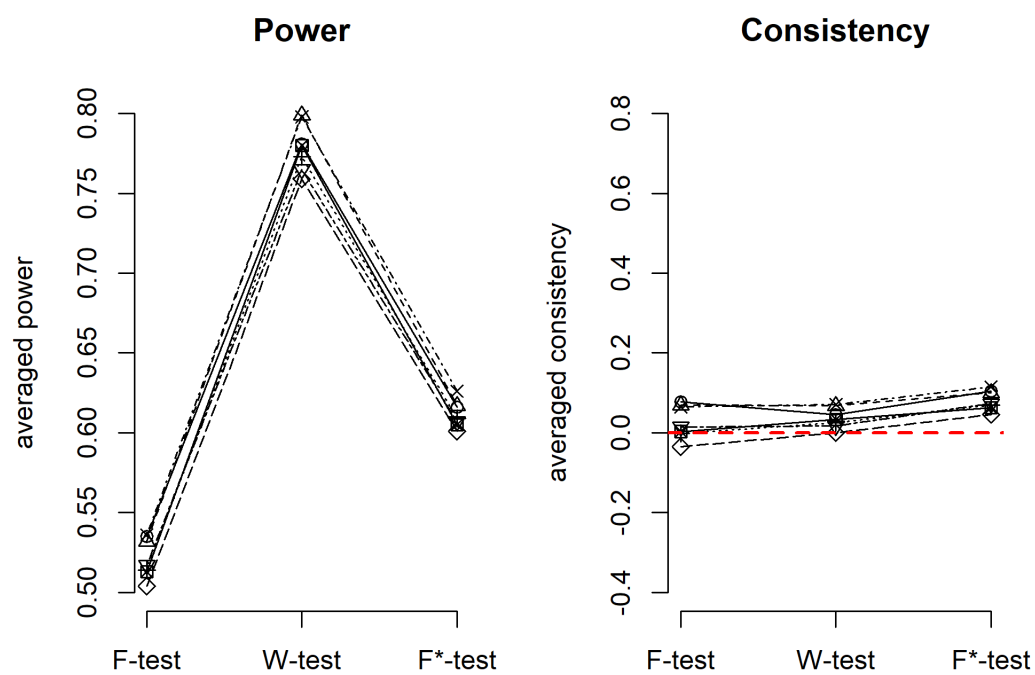 Power
averaged power
0.80
0.75
0.70
0.65
0.60
0.55
0.50
F-test W-test F*-test
Consistency
averaged consistency
0.8
0.6
0.4
0.2
0.0
-0.2
-0.4
F-test W-test F*-test